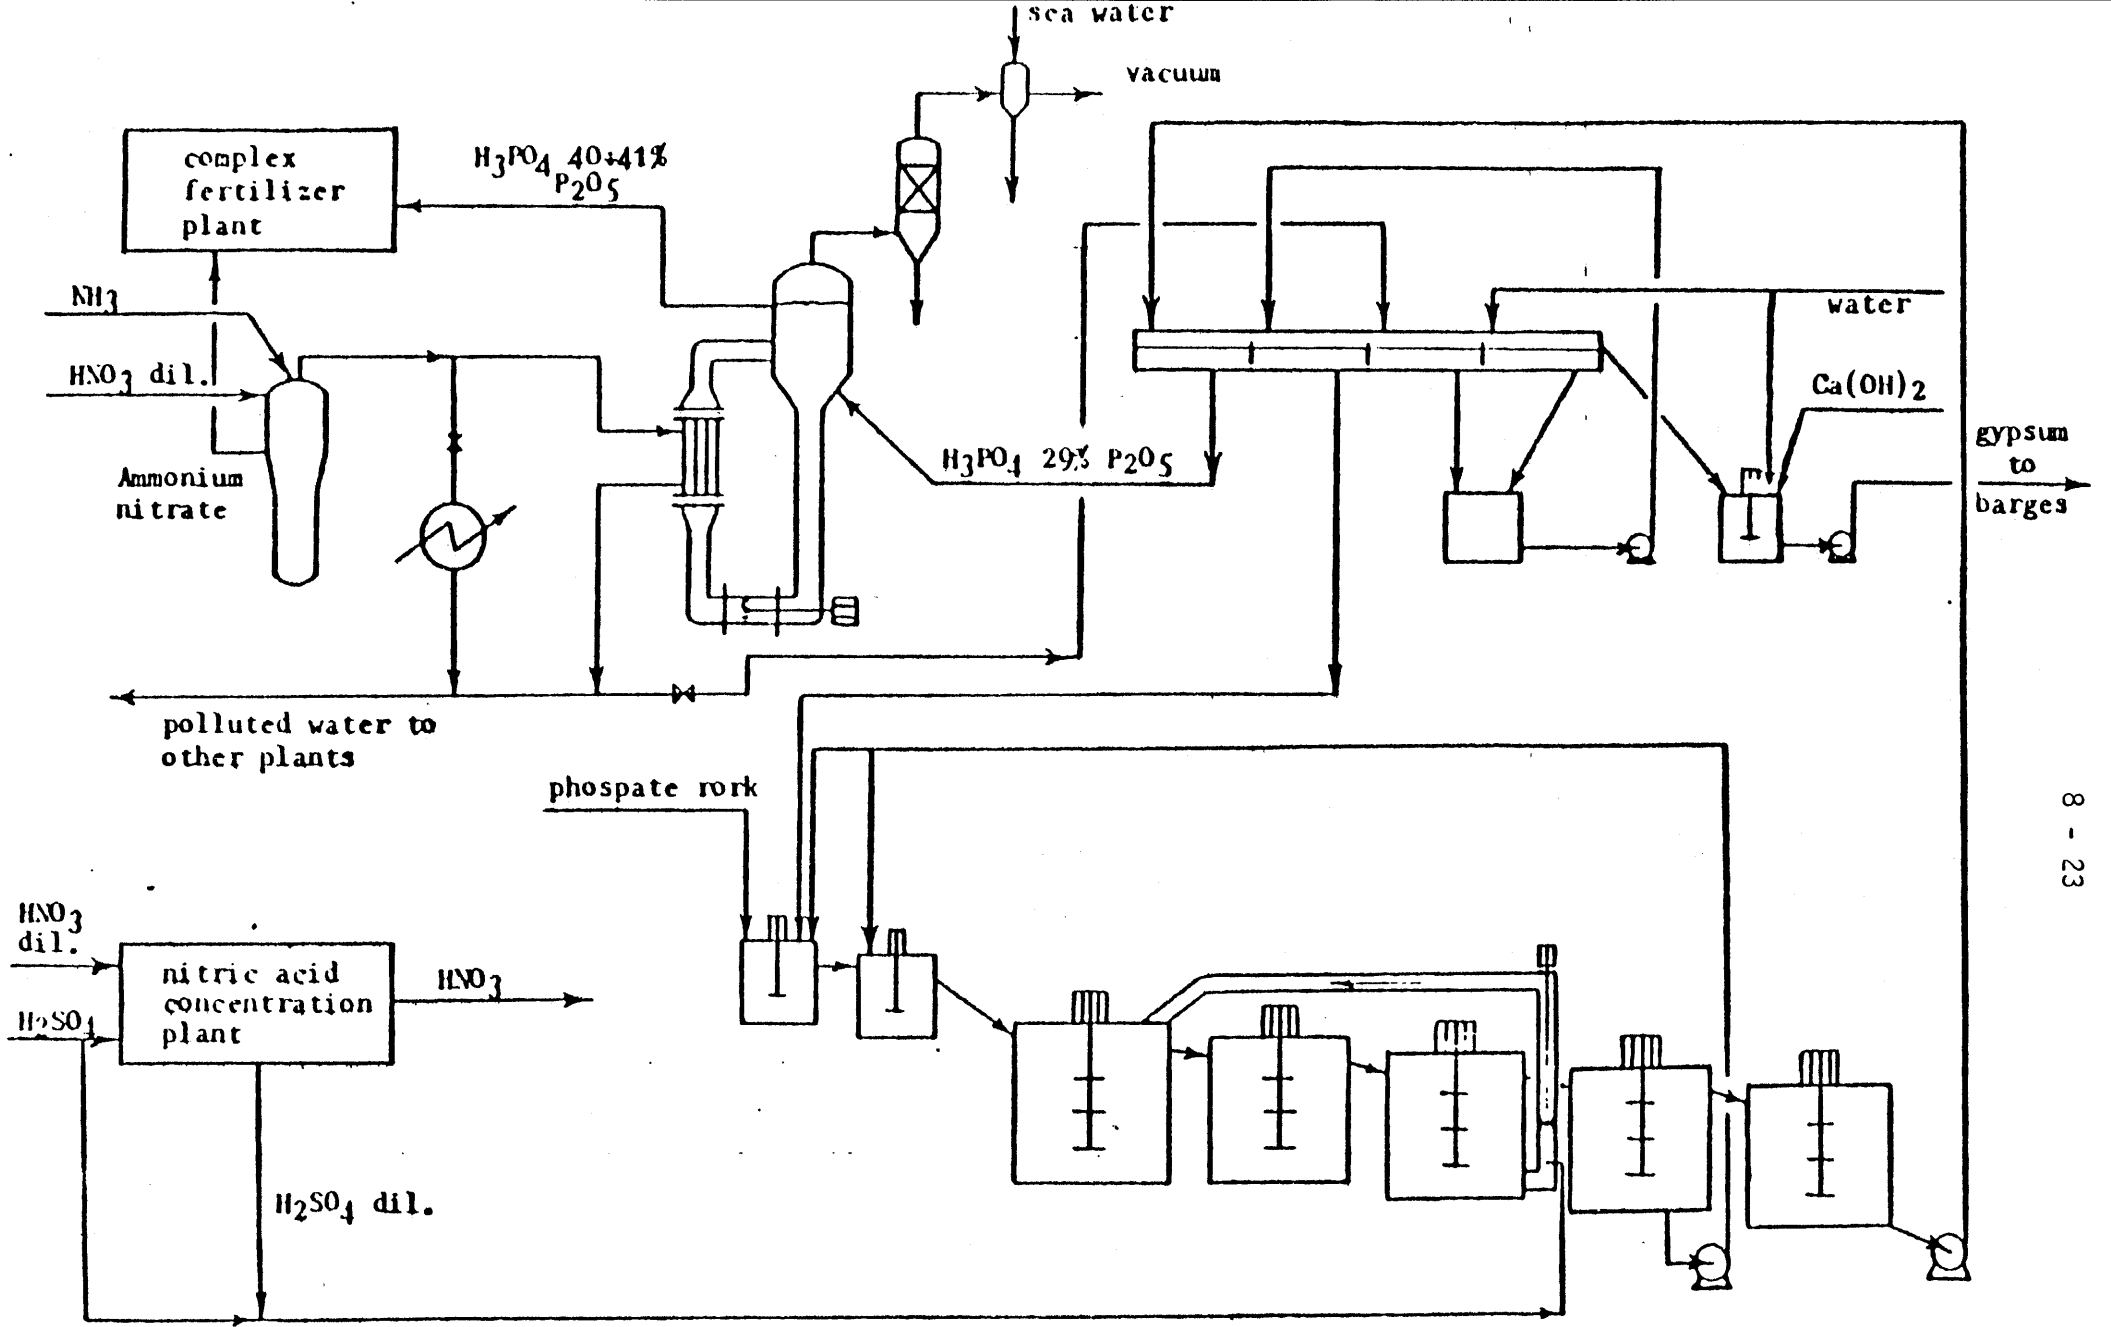 sea water
vacuum
complex
fertilizer
plant
H3PO4 40÷41%
P2O5
NH3
HNO3 dil.
Ammonium
nitrate
H3PO4 29% P2O5
water
Ca(OH)2
gypsum
to
barges
polluted water to
other plants
phospate rork
8 - 23
HNO3
dil.
H2SO4
nitric acid
concentration
plant
HNO3
H2SO4 dil.